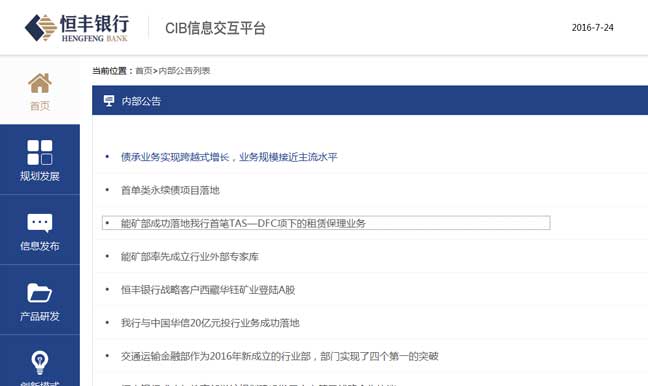 恒丰银行
HENGFENG BANK
CIB信息交互平台
2016-7-24
当前位置：首页>内部公告列表
首页
内部公告
规划发展
信息发布
产品研发
债承业务实现跨越式增长，业务规模接近主流水平
首单类永续债项目落地
能矿部成功落地我行首笔TAS—DFC项下的租赁保理业务
能矿部率先成立行业外部专家库
恒丰银行战略客户西藏华钰矿业登陆A股
我行与中国华信20亿元投行业务成功落地
交通运输金融部作为2016年新成立的行业部，部门实现了四个第一的突破